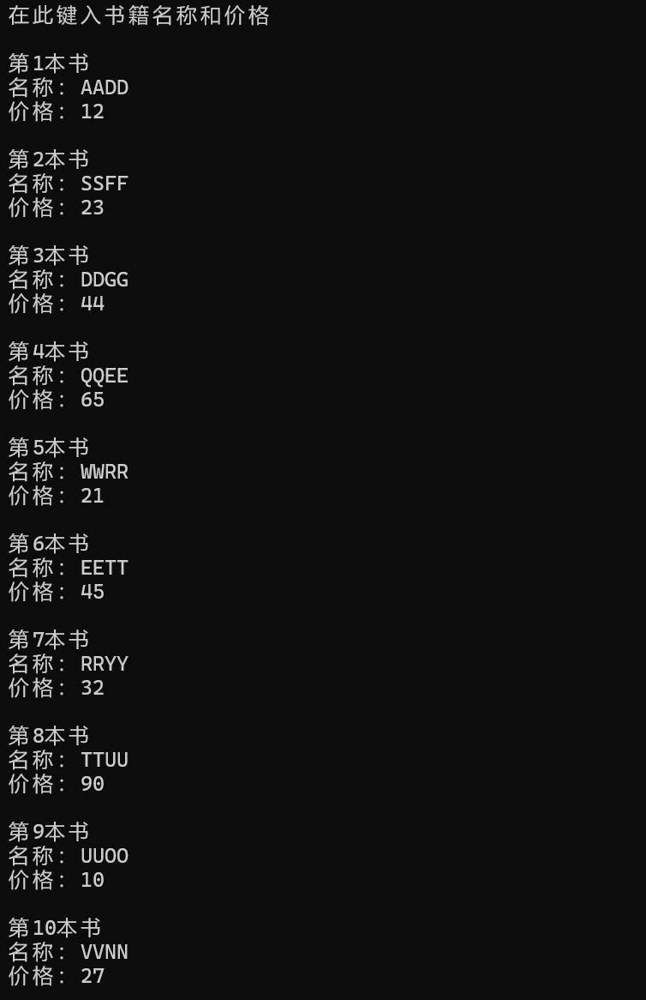 在此键入书籍名称和价格
第1本书
名称: AADD
价格: 12
第2本书
名称: SSFF
价格: 23
第3本书
名称: DDGG
价格: 44
第4本书
名称: QQEE
价格: 65
第5本书
名称: WWRR
价格: 21
第6本书
名称: EETT
价格: 45
第7本书
名称: RRYY
价格: 32
第8本书
名称: TTUU
价格: 90
第9本书
名称: UUOO
价格: 10
第10本书
名称: VVNN
价格: 27